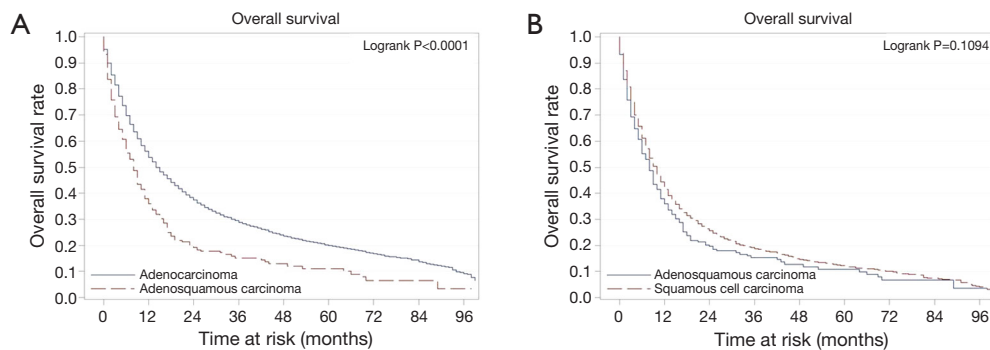 A
Overall survival
Logrank P<0.0001
Overall survival rate
1.0
0.9
0.8
0.7
0.6
0.5
0.4
0.3
0.2
0.1
0.0
Adenocarcinoma
Adenosquamous carcinoma
0 12 24 36 48 60 72 84 96
Time at risk (months)
B
Overall survival
Logrank P=0.1094
Overall survival rate
1.0
0.9
0.8
0.7
0.6
0.5
0.4
0.3
0.2
0.1
0.0
Adenosquamous carcinoma
Squamous cell carcinoma
0 12 24 36 48 60 72 84 96
Time at risk (months)